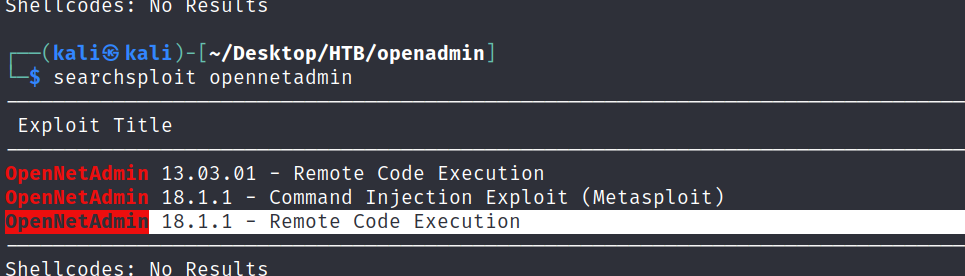 Shellcodes: No Results
┌──(kali㉿kali)-[~/Desktop/HTB/openadmin]
└─$ searchsploit opennetadmin
Exploit Title
OpenNetAdmin 13.03.01 - Remote Code Execution
OpenNetAdmin 18.1.1 - Command Injection Exploit (Metasploit)
OpenNetAdmin 18.1.1 - Remote Code Execution
Shellcodes: No Results